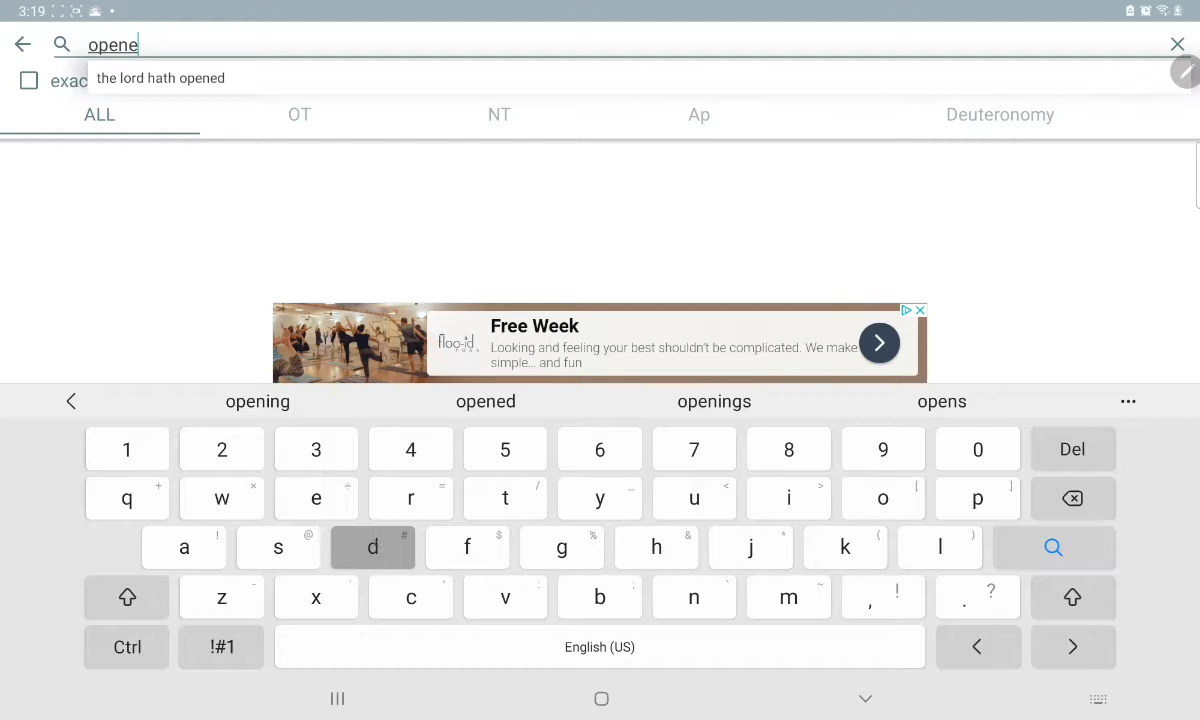 3:19
opene
exac
the lord hath opened
ALL OT NT Ap Deuteronomy
Free Week
Looking and feeling your best shouldn't be complicated. We make
simple... and fun
opening opened openings opens
1 2 3 4 5 6 7 8 9 0 Del
q + w × e ÷ r = t / y _ u < i > o [ p ]
a ! s @ d # f $ g % h & j * k ( l )
z - x ' c " v : b ; n ` m ~ , ! . ?
Ctrl !#1 English (US) < >